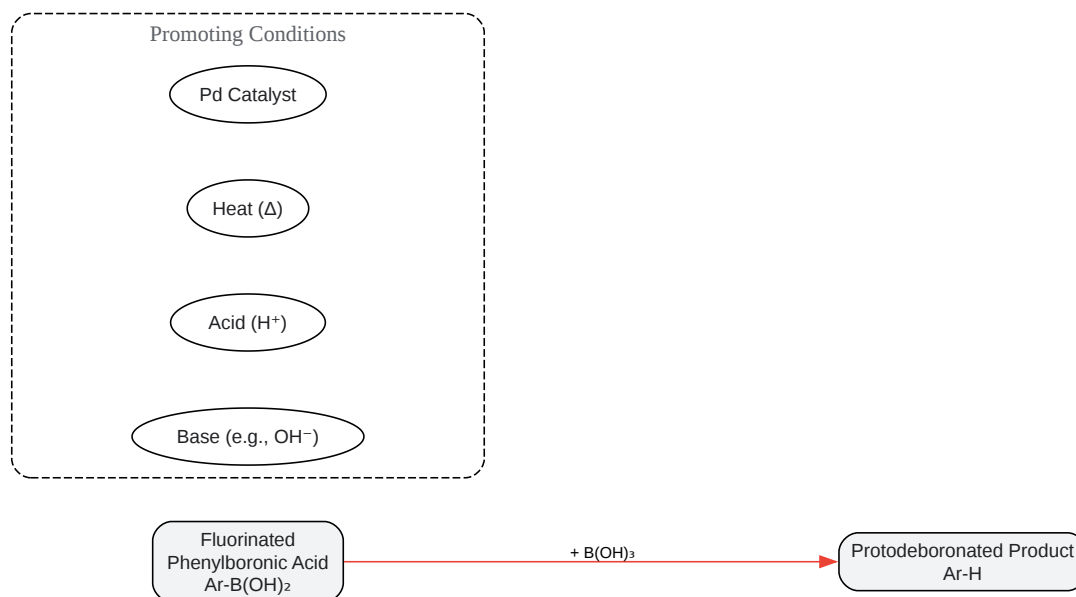 Promoting Conditions
Pd Catalyst
Heat (Δ)
Acid (H⁺)
Base (e.g., OH⁻)
Fluorinated
Phenylboronic Acid
Ar-B(OH)₂
+ B(OH)₃
Protodeboronated Product
Ar-H